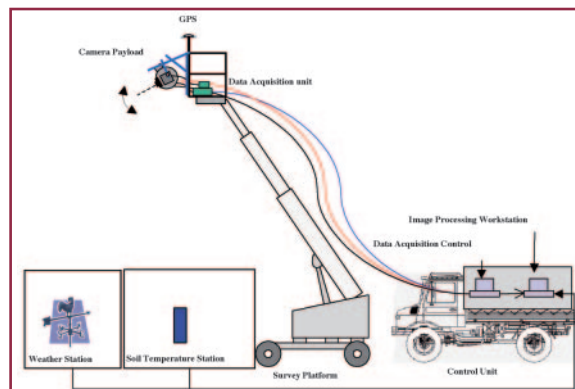 GPS
Camera Payload
Data Acquisition unit
Image Processing Workstation
Data Acquisition Control
Weather Station
Soil Temperature Station
Survey Platform
Control Unit